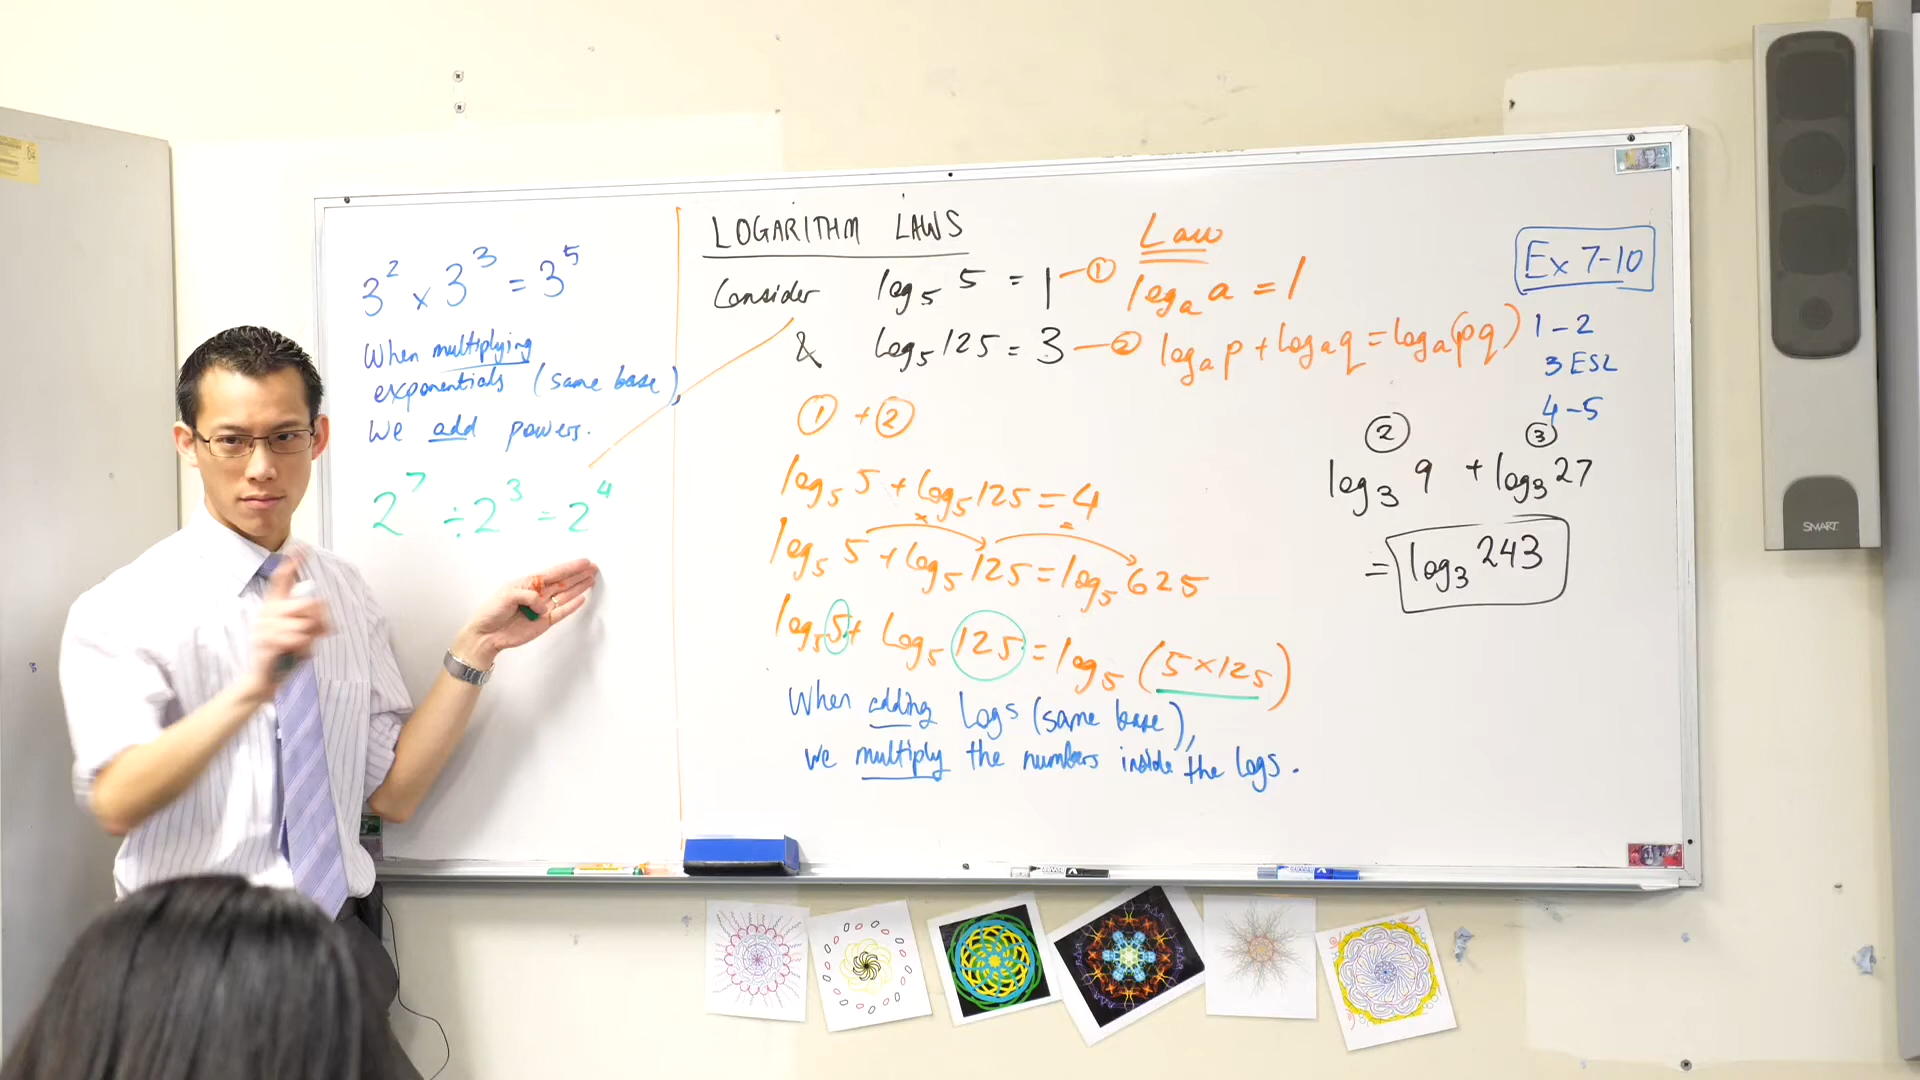 3² × 3³ = 3⁵
When multiplying
exponentials (same base),
we add powers.
2⁷ ÷ 2³ = 2⁴
LOGARITHM LAWS
Law
Consider log₅ 5 = 1 — ① logₐ a = 1
& log₅ 125 = 3 — ② logₐ p + logₐ q = logₐ(pq)
① + ②
log₅ 5 + log₅ 125 = 4
× =
log₅ 5 + log₅ 125 = log₅ 625
log₅ 5 + log₅ 125 = log₅ (5×125)
When adding logs (same base),
we multiply the numbers inside the logs.
Ex 7-10
1-2
3 ESL
4-5
② ③
log₃ 9 + log₃ 27
= log₃ 243
SMART